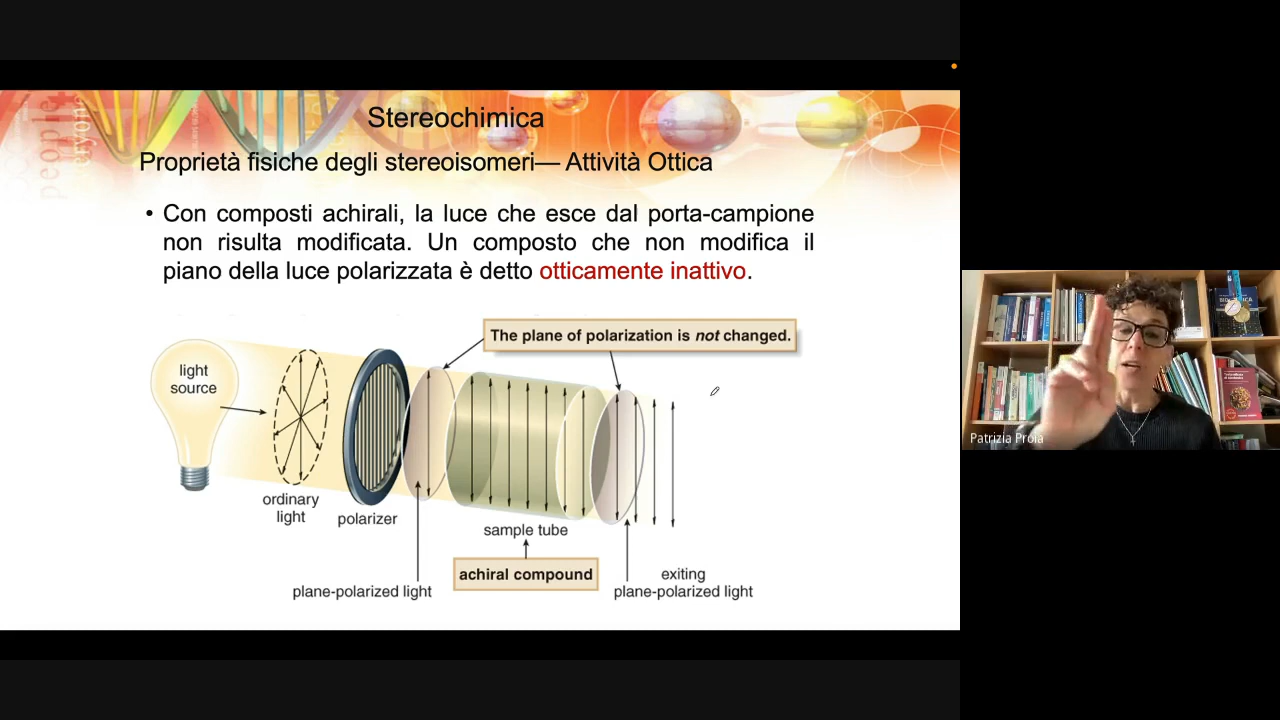 Stereochimica
Proprietà fisiche degli stereoisomeri— Attività Ottica
• Con composti achirali, la luce che esce dal porta-campione
non risulta modificata. Un composto che non modifica il
piano della luce polarizzata è detto otticamente inattivo.
The plane of polarization is not changed.
light
source
ordinary
light
polarizer
sample tube
achiral compound
plane-polarized light
exiting
plane-polarized light
Patrizia Proia
people
eryone